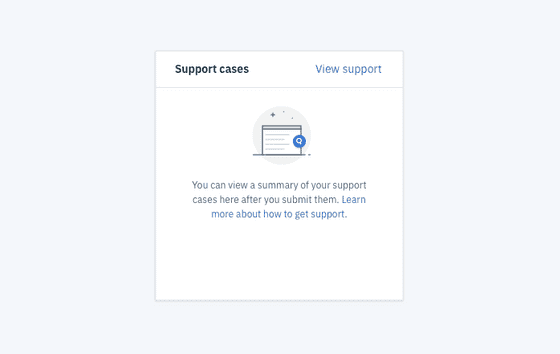 Support cases
View support
You can view a summary of your support
cases here after you submit them. Learn
more about how to get support.